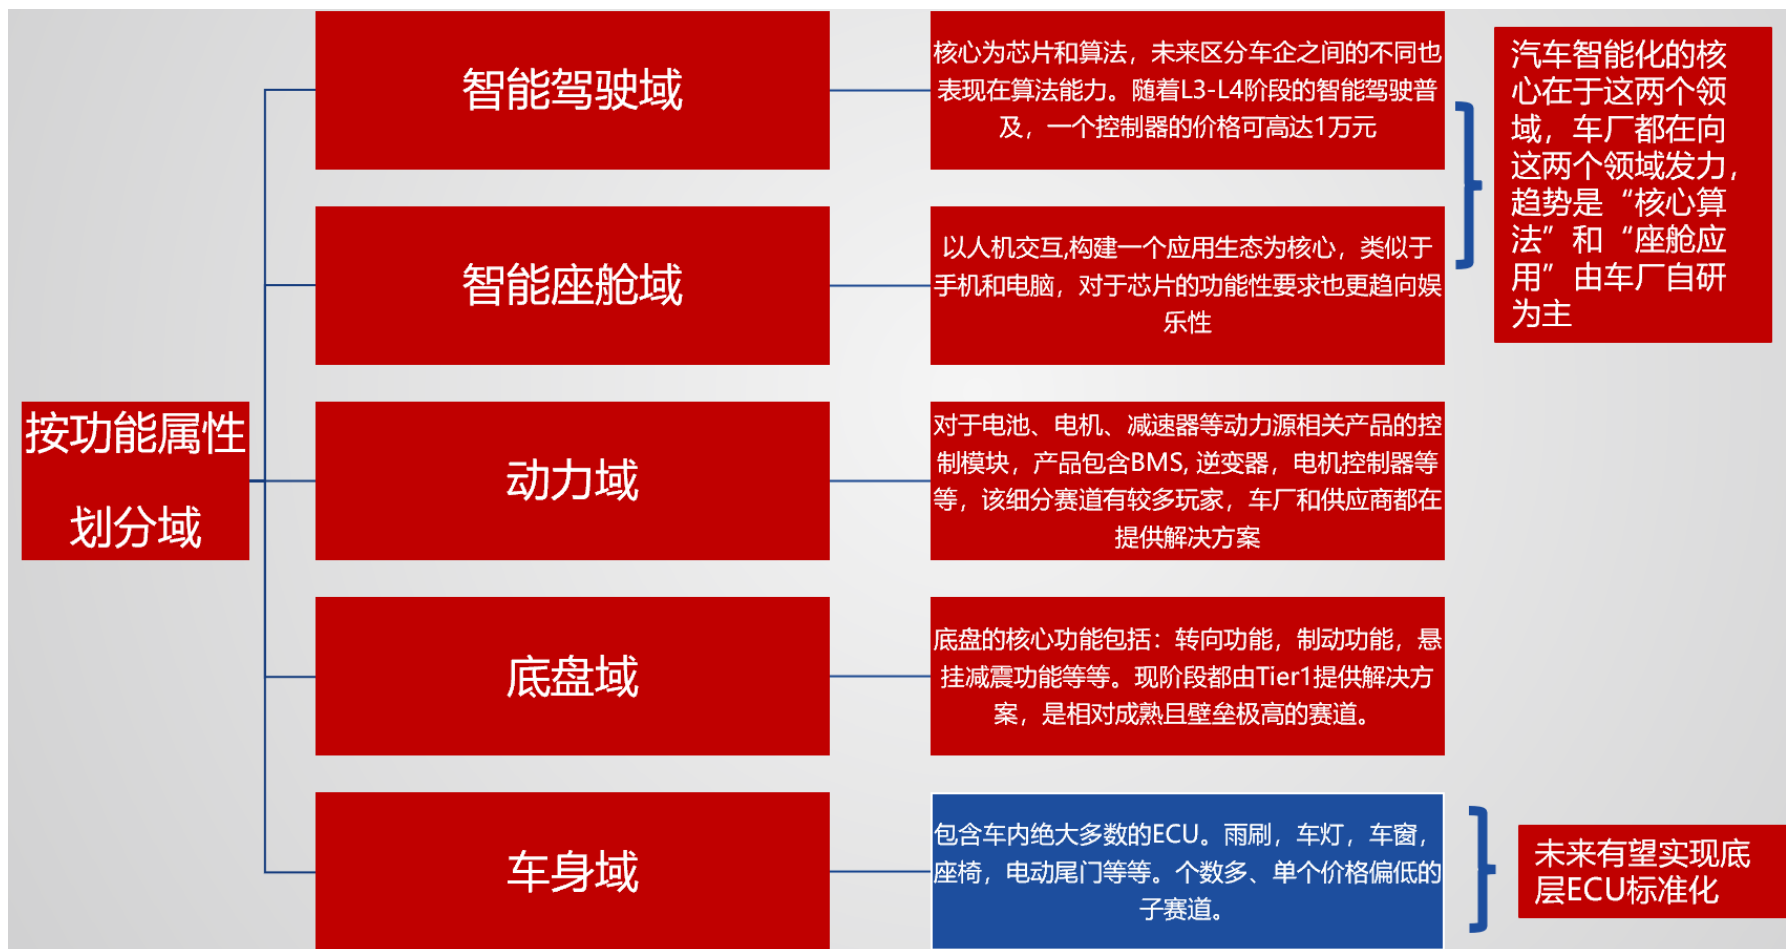 按功能属性
划分域
智能驾驶域
核心为芯片和算法，未来区分车企之间的不同也
表现在算法能力。随着L3-L4阶段的智能驾驶普
及，一个控制器的价格可高达1万元
智能座舱域
以人机交互,构建一个应用生态为核心，类似于
手机和电脑，对于芯片的功能性要求也更趋向娱
乐性
汽车智能化的核
心在于这两个领
域，车厂都在向
这两个领域发力，
趋势是“核心算
法”和“座舱应
用”由车厂自研
为主
动力域
对于电池、电机、减速器等动力源相关产品的控
制模块，产品包含BMS, 逆变器，电机控制器等
等，该细分赛道有较多玩家，车厂和供应商都在
提供解决方案
底盘域
底盘的核心功能包括：转向功能，制动功能，悬
挂减震功能等等。现阶段都由Tier1提供解决方
案，是相对成熟且壁垒极高的赛道。
车身域
包含车内绝大多数的ECU。雨刷，车灯，车窗，
座椅，电动尾门等等。个数多、单个价格偏低的
子赛道。
未来有望实现底
层ECU标准化